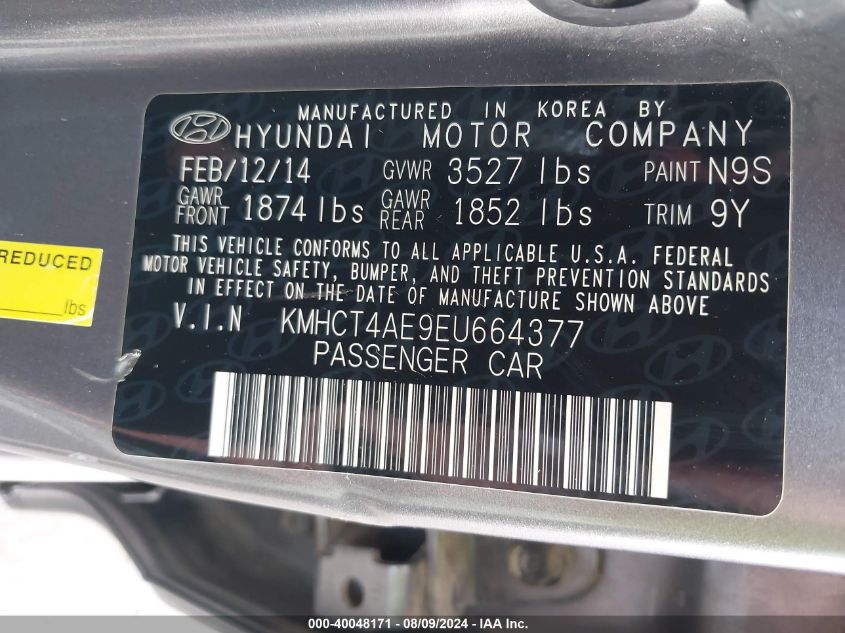 MANUFACTURED IN KOREA BY
HYUNDAI MOTOR COMPANY
FEB/12/14 GVWR 3527 lbs PAINT N9S
GAWR FRONT 1874 lbs GAWR REAR 1852 lbs TRIM 9Y
THIS VEHICLE CONFORMS TO ALL APPLICABLE U.S.A. FEDERAL
MOTOR VEHICLE SAFETY, BUMPER, AND THEFT PREVENTION STANDARDS
IN EFFECT ON THE DATE OF MANUFACTURE SHOWN ABOVE
V.I.N KMHCT4AE9EU664377
PASSENGER CAR
REDUCED
lbs
000-40048171 - 08/09/2024 - IAA Inc.